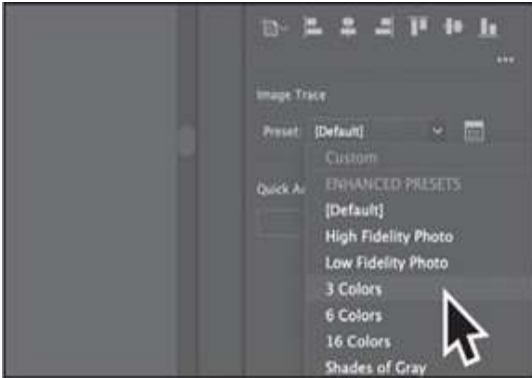 Image Trace
Preset: [Default]
Custom
Quick A
ENHANCED PRESETS
[Default]
High Fidelity Photo
Low Fidelity Photo
3 Colors
6 Colors
16 Colors
Shades of Gray